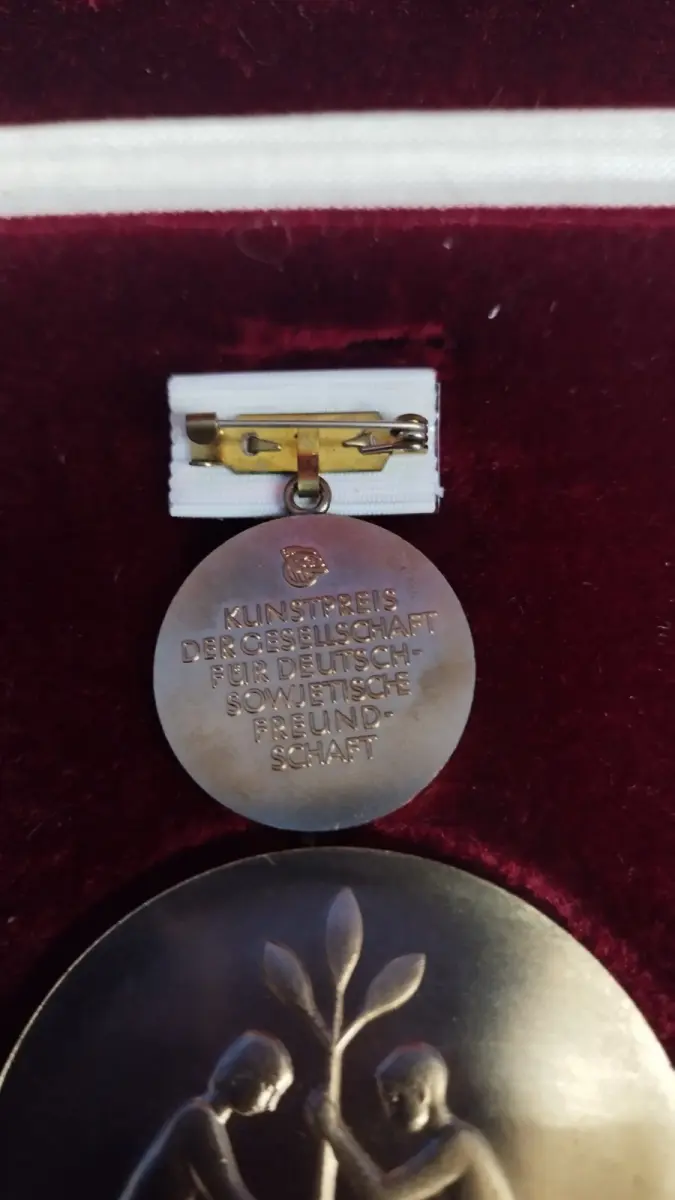 KUNSTPREIS
DER GESELLSCHAFT
FÜR DEUTSCH-
SOWJETISCHE
FREUND-
SCHAFT